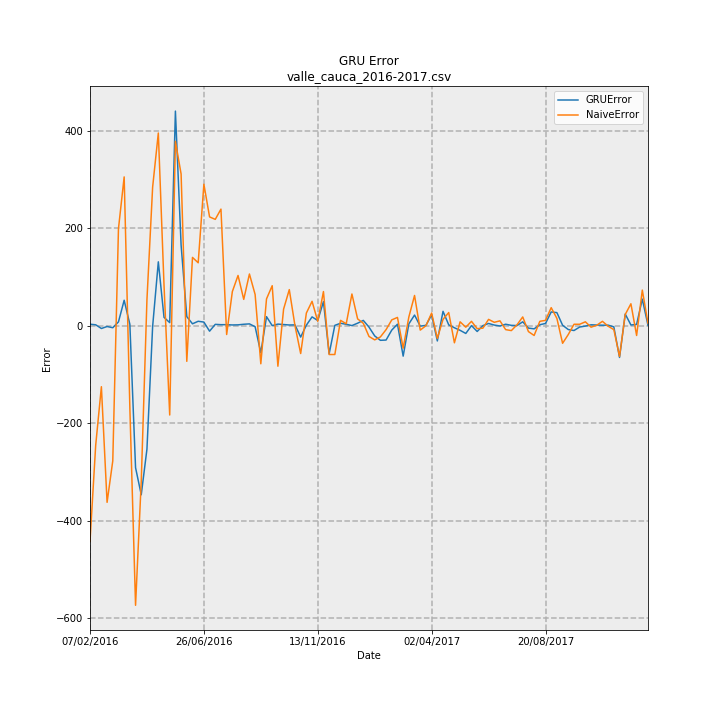 GRU Error
valle_cauca_2016-2017.csv
GRUError
NaiveError
400
200
0
−200
−400
−600
Error
07/02/2016 26/06/2016 13/11/2016 02/04/2017 20/08/2017
Date